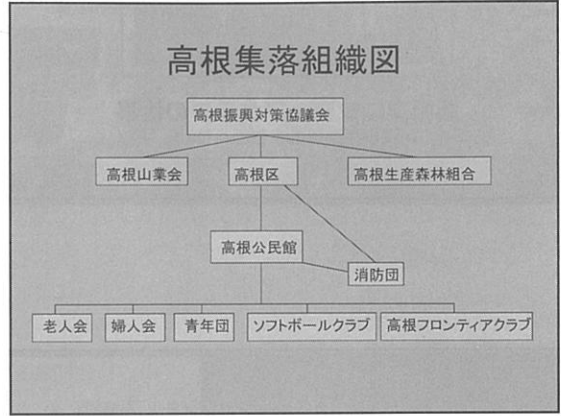 高根集落組織図
高根振興対策協議会
高根山業会
高根区
高根生産森林組合
高根公民館
消防団
老人会
婦人会
青年団
ソフトボールクラブ
高根フロンティアクラブ